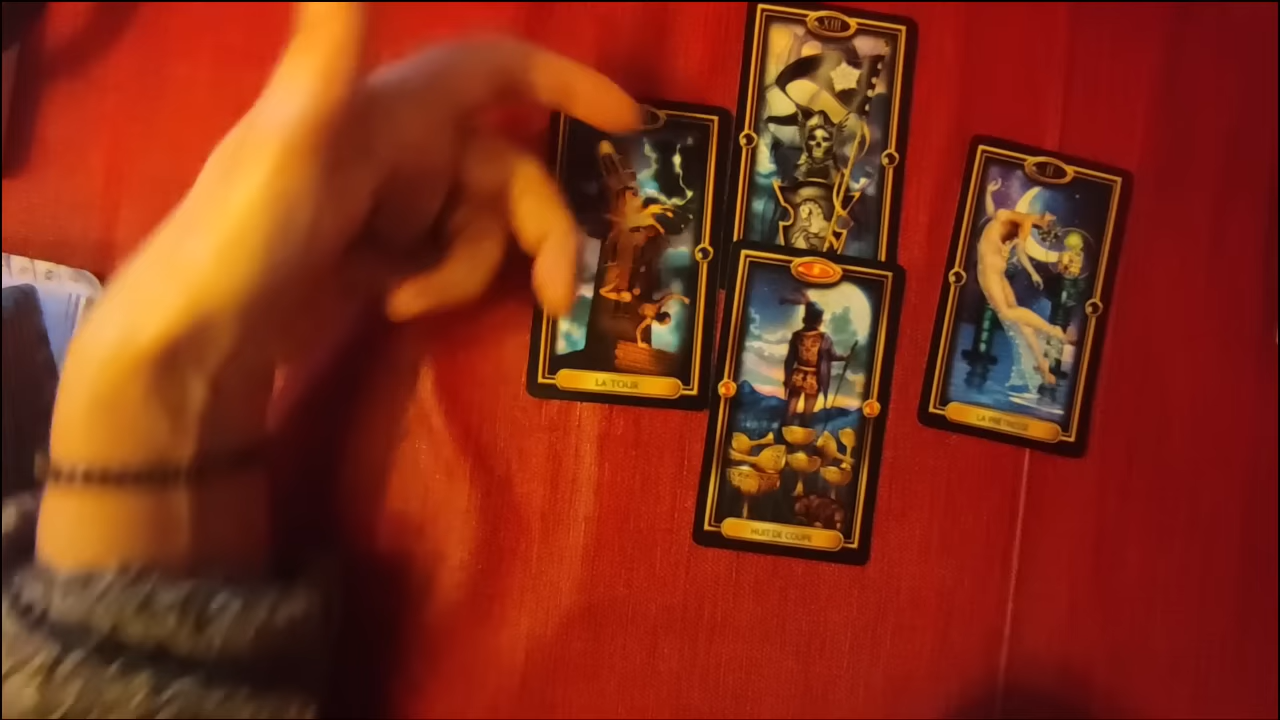 XIII
II
LA TOUR
LA PRÊTRESSE
HUIT DE COUPE